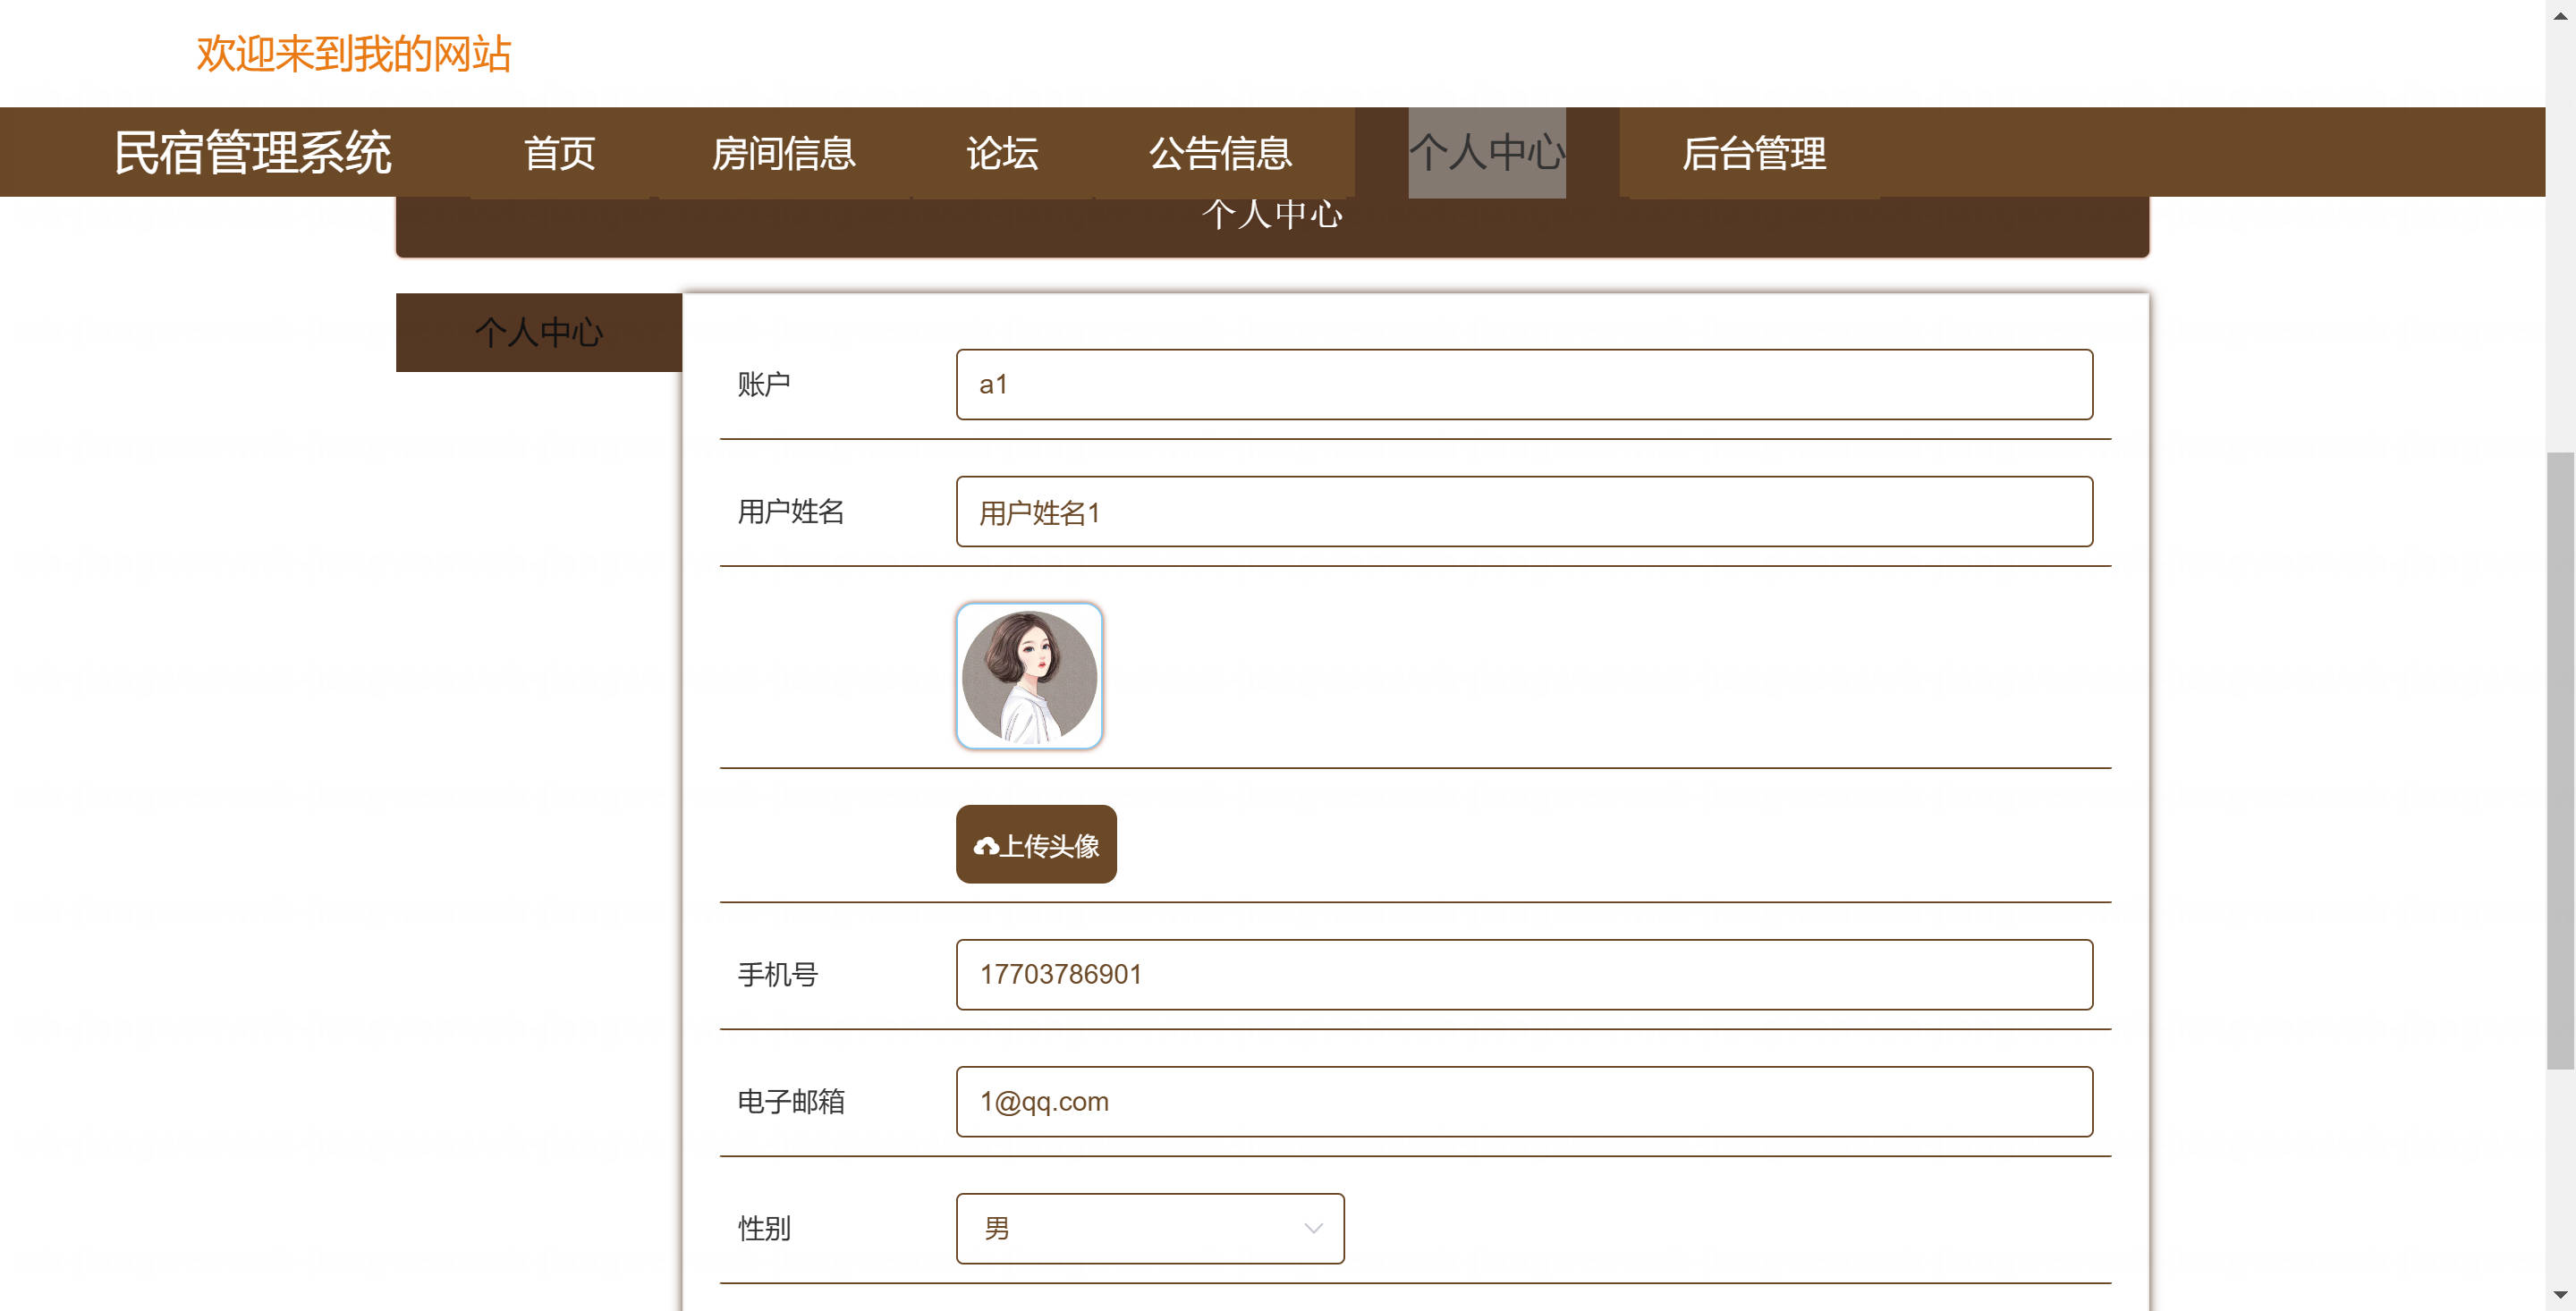 欢迎来到我的网站
民宿管理系统 首页 房间信息 论坛 公告信息 个人中心 后台管理
个人中心
个人中心
账户 a1
用户姓名 用户姓名1
上传头像
手机号 17703786901
电子邮箱 1@qq.com
性别 男